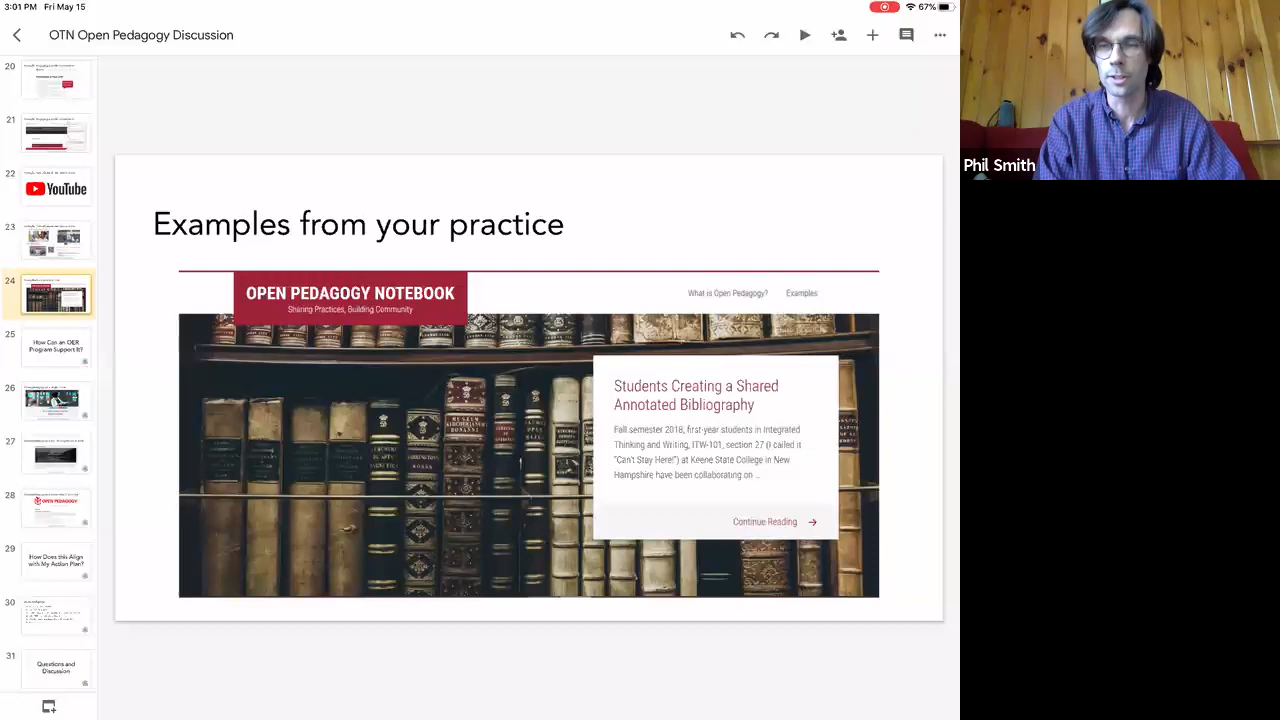 3:01 PM Fri May 15
67%
OTN Open Pedagogy Discussion
20
21
22
YouTube
23
24
25
How Can an OER
Program Support It?
26
27
28
OPEN PEDAGOGY
29
How Does this Align
with My Action Plan?
30
31
Questions and
Discussion
Examples from your practice
OPEN PEDAGOGY NOTEBOOK
Sharing Practices, Building Community
What is Open Pedagogy? Examples
Students Creating a Shared
Annotated Bibliography
Fall semester 2018, first-year students in Integrated
Thinking and Writing, ITW-101, section 27 (I called it
"Can't Stay Here!") at Keene State College in New
Hampshire have been collaborating on ...
Continue Reading →
Phil Smith